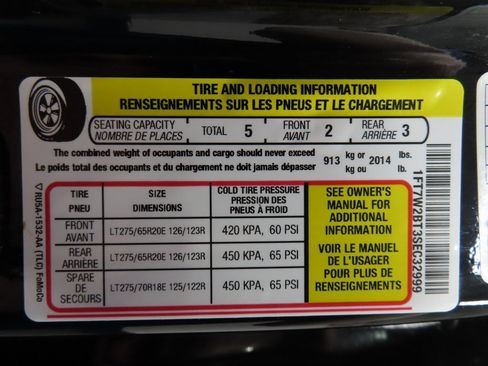 TIRE AND LOADING INFORMATION
RENSEIGNEMENTS SUR LES PNEUS ET LE CHARGEMENT
SEATING CAPACITY
NOMBRE DE PLACES
TOTAL 5
FRONT
AVANT 2
REAR
ARRIÈRE 3
The combined weight of occupants and cargo should never exceed
Le poids total des occupants et du chargement ne doit jamais dépasser
913 kg or
kg ou 2014 lbs.
lb.
TIRE
PNEU
SIZE
DIMENSIONS
COLD TIRE PRESSURE
PRESSION DES
PNEUS À FROID
FRONT
AVANT
LT275/65R20E 126/123R
420 KPA, 60 PSI
REAR
ARRIÈRE
LT275/65R20E 126/123R
450 KPA, 65 PSI
SPARE
DE
SECOURS
LT275/70R18E 125/122R
450 KPA, 65 PSI
SEE OWNER'S
MANUAL FOR
ADDITIONAL
INFORMATION
VOIR LE MANUEL
DE L'USAGER
POUR PLUS DE
RENSEIGNEMENTS
RU5A-1532-AA (TLC) FoMoCo
1FT7W2BT3SEC32999